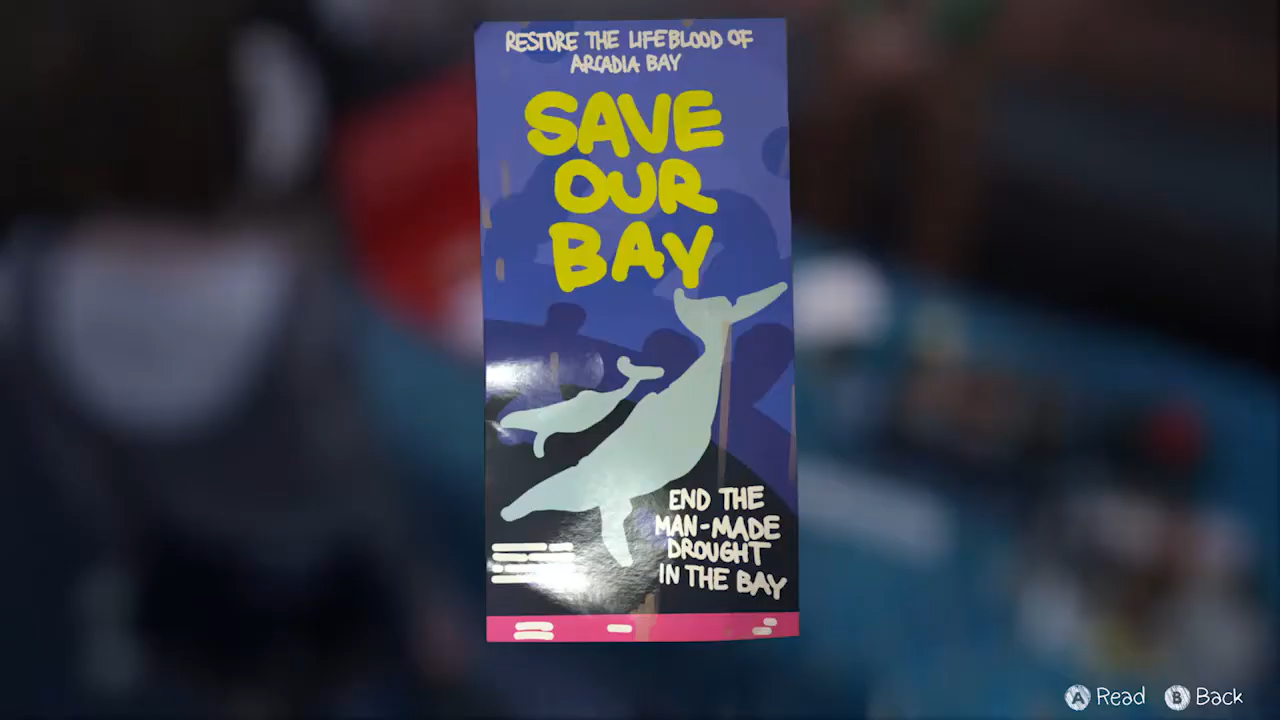 RESTORE THE LIFEBLOOD OF
ARCADIA BAY
SAVE
OUR
BAY
END THE
MAN-MADE
DROUGHT
IN THE BAY
A Read B Back